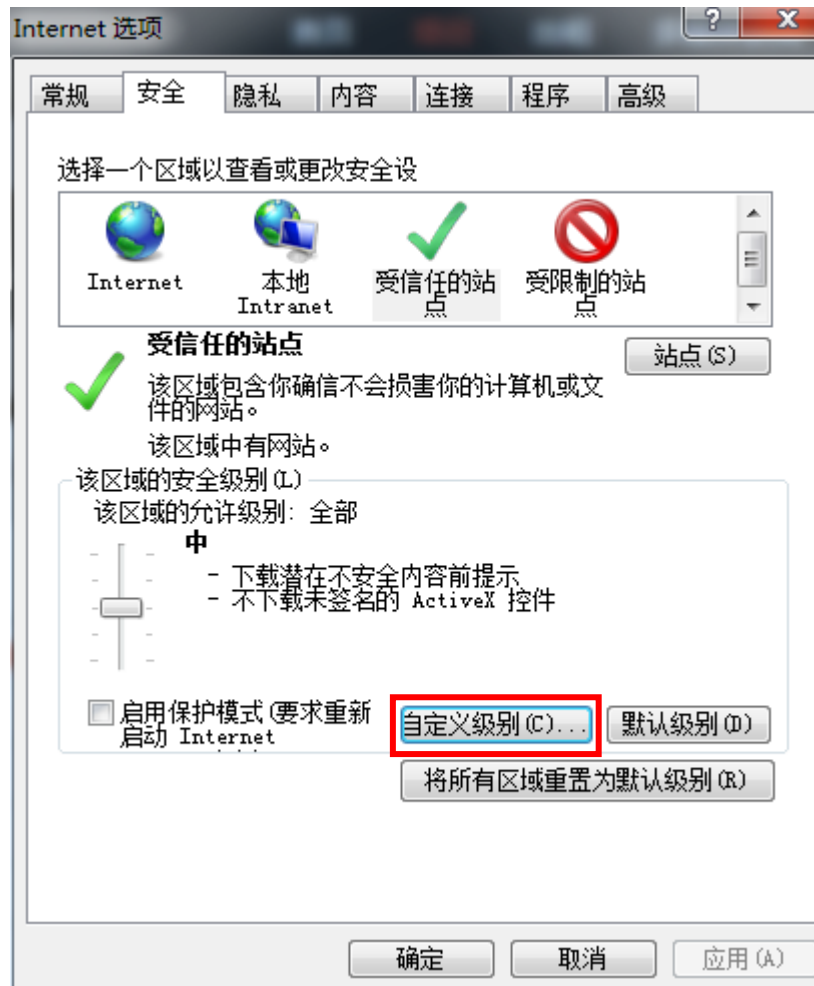 Internet 选项
常规 安全 隐私 内容 连接 程序 高级
选择一个区域以查看或更改安全设
Internet
本地
Intranet
受信任的站
点
受限制的站
点
受信任的站点
站点(S)
该区域包含你确信不会损害你的计算机或文
件的网站。
该区域中有网站。
该区域的安全级别(L)
该区域的允许级别: 全部
中
- 下载潜在不安全内容前提示
- 不下载未签名的 ActiveX 控件
启用保护模式(要求重新
启动 Internet
自定义级别(C)...
默认级别(D)
将所有区域重置为默认级别(R)
确定 取消 应用(A)